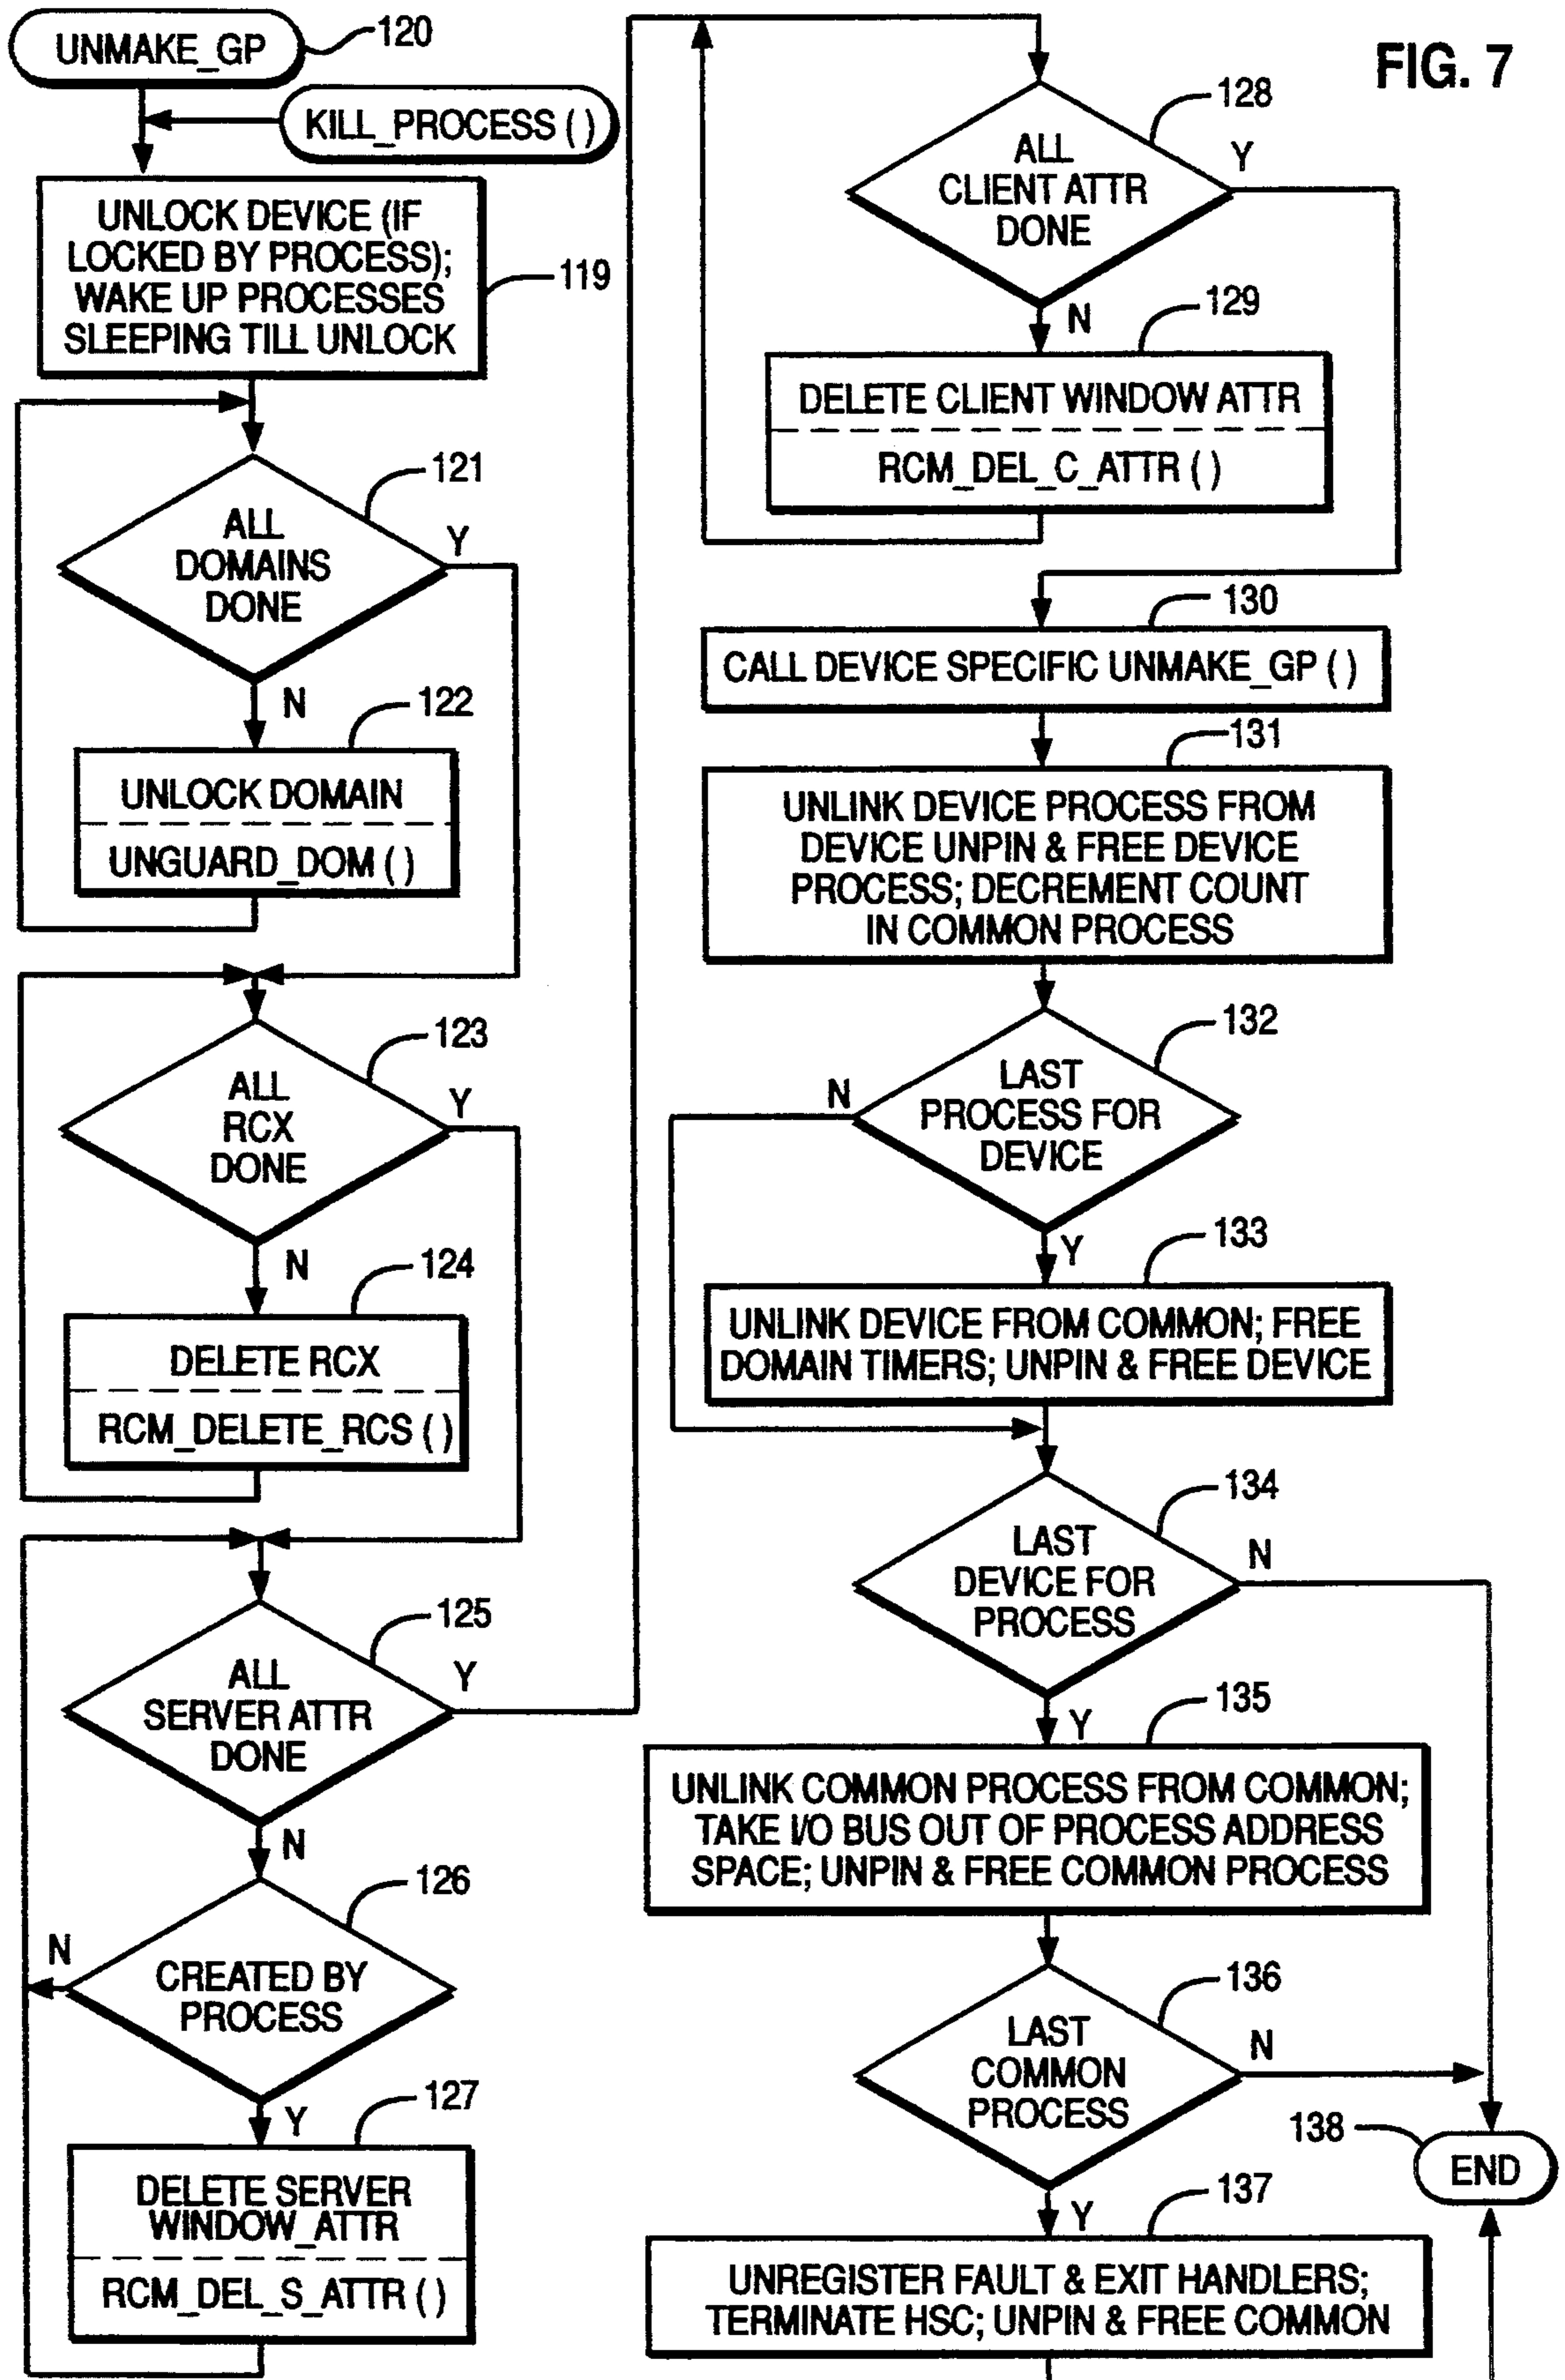 FIG. 7
UNMAKE_GP
120
KILL_PROCESS ( )
UNLOCK DEVICE (IF
LOCKED BY PROCESS);
WAKE UP PROCESSES
SLEEPING TILL UNLOCK
119
121
ALL
DOMAINS
DONE
Y
N
122
UNLOCK DOMAIN
UNGUARD_DOM ( )
123
ALL
RCX
DONE
Y
N
124
DELETE RCX
RCM_DELETE_RCS ( )
125
ALL
SERVER ATTR
DONE
Y
N
126
CREATED BY
PROCESS
N
Y
127
DELETE SERVER
WINDOW_ATTR
RCM_DEL_S_ATTR ( )
128
ALL
CLIENT ATTR
DONE
Y
N
129
DELETE CLIENT WINDOW ATTR
RCM_DEL_C_ATTR ( )
130
CALL DEVICE SPECIFIC UNMAKE_GP ( )
131
UNLINK DEVICE PROCESS FROM
DEVICE UNPIN & FREE DEVICE
PROCESS; DECREMENT COUNT
IN COMMON PROCESS
132
LAST
PROCESS FOR
DEVICE
N
Y
133
UNLINK DEVICE FROM COMMON; FREE
DOMAIN TIMERS; UNPIN & FREE DEVICE
134
LAST
DEVICE FOR
PROCESS
N
Y
135
UNLINK COMMON PROCESS FROM COMMON;
TAKE I/O BUS OUT OF PROCESS ADDRESS
SPACE; UNPIN & FREE COMMON PROCESS
136
LAST
COMMON
PROCESS
N
Y
137
UNREGISTER FAULT & EXIT HANDLERS;
TERMINATE HSC; UNPIN & FREE COMMON
138
END